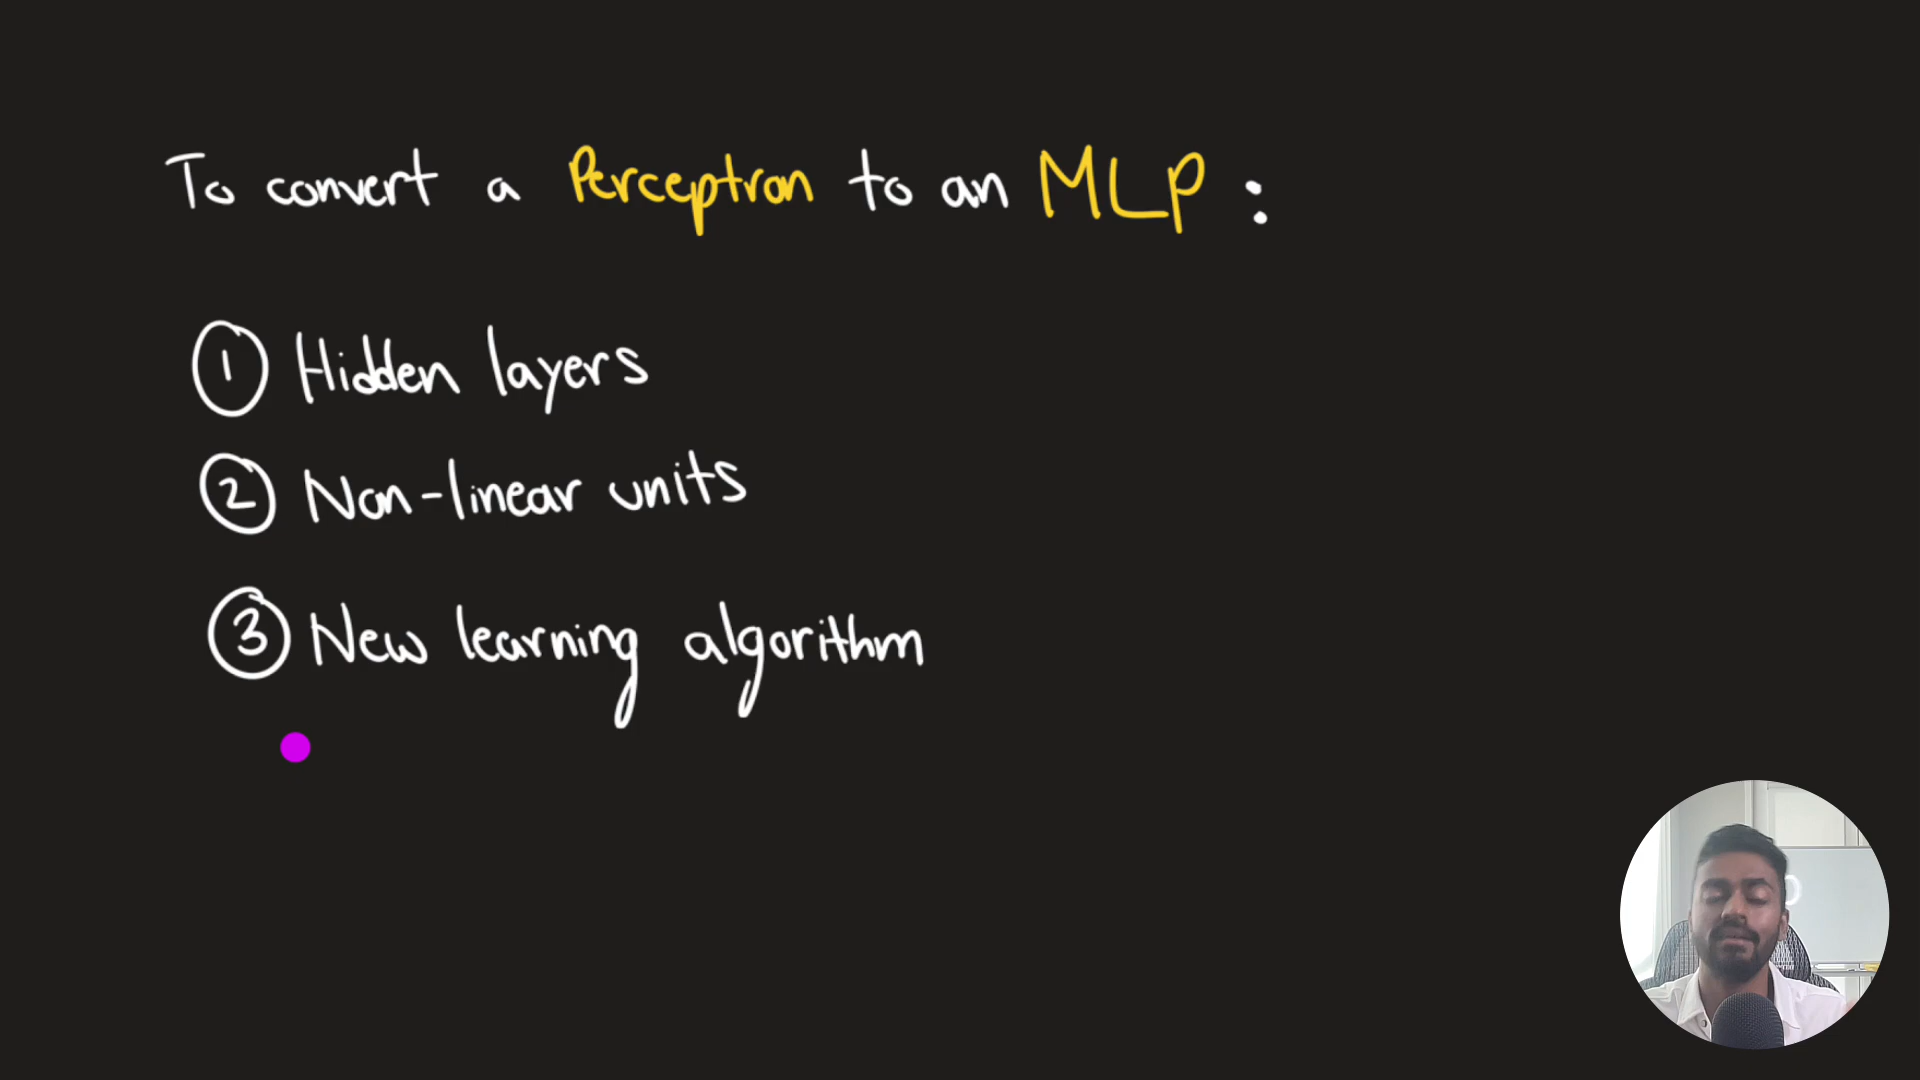 To convert a Perceptron to an MLP :
① Hidden layers
② Non-linear units
③ New learning algorithm